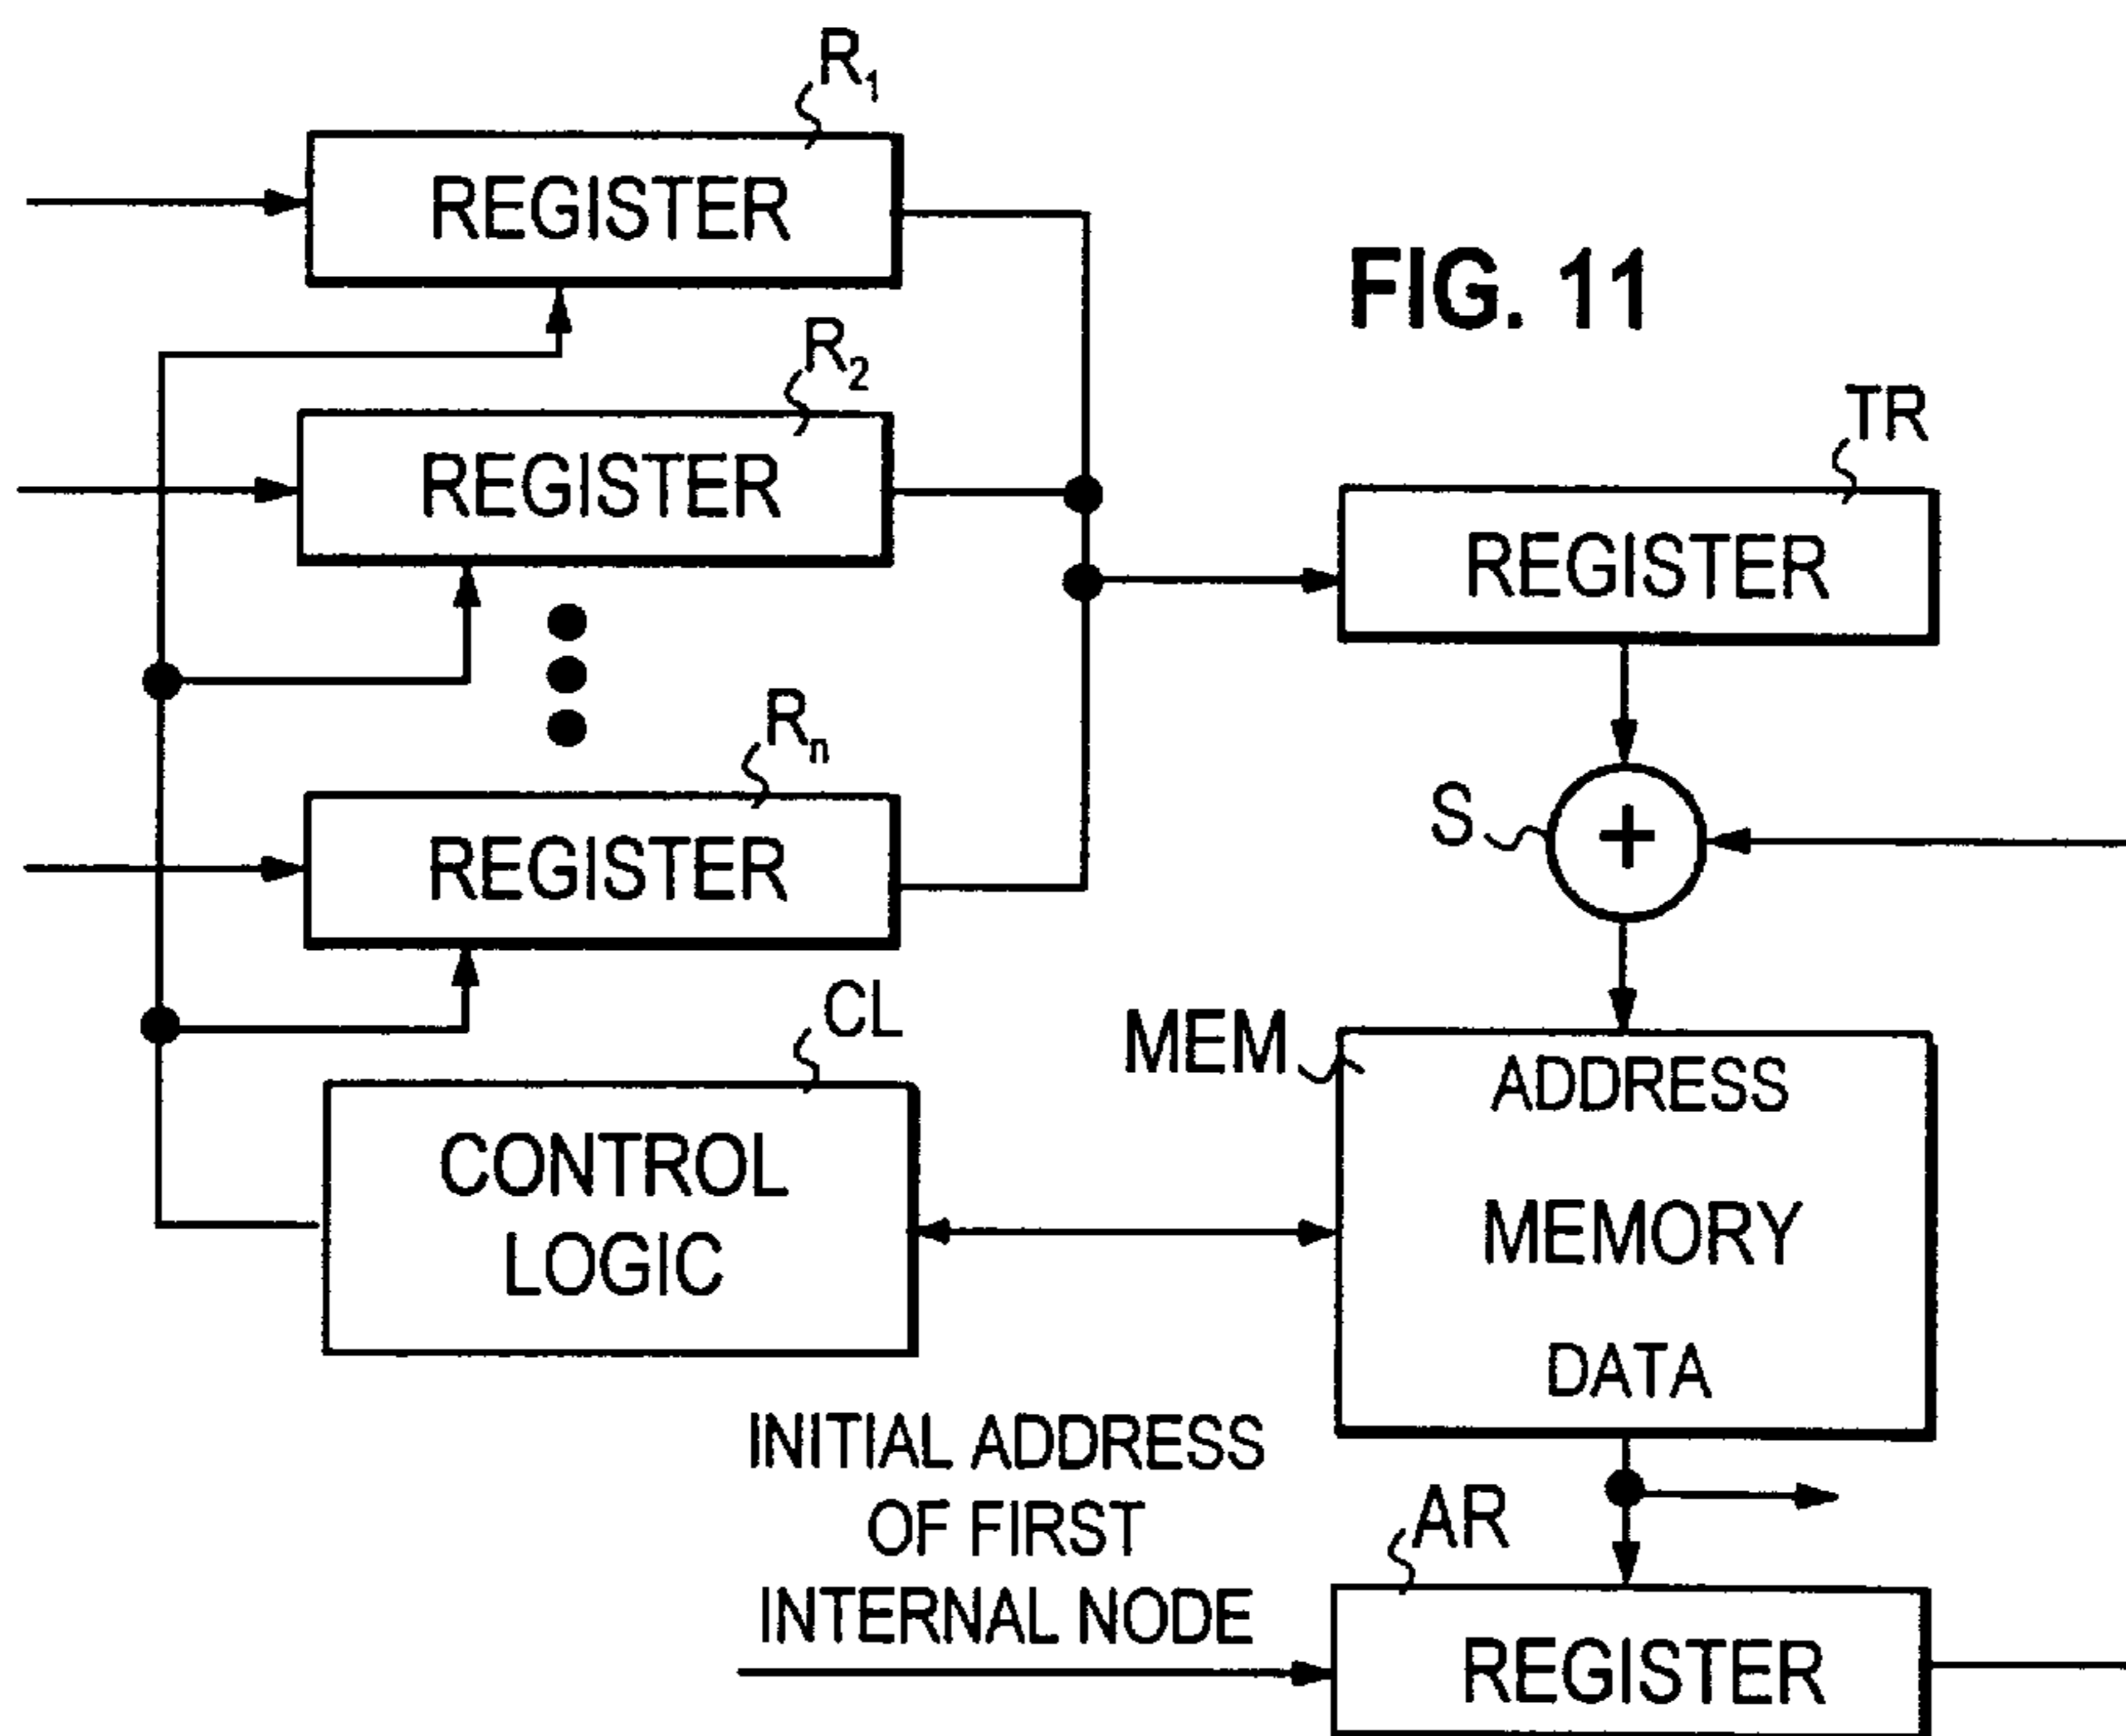 R1
REGISTER
FIG. 11
R2
REGISTER
TR
REGISTER
Rn
REGISTER
S
+
CL
CONTROL
LOGIC
MEM
ADDRESS
MEMORY
DATA
INITIAL ADDRESS
OF FIRST
INTERNAL NODE
AR
REGISTER